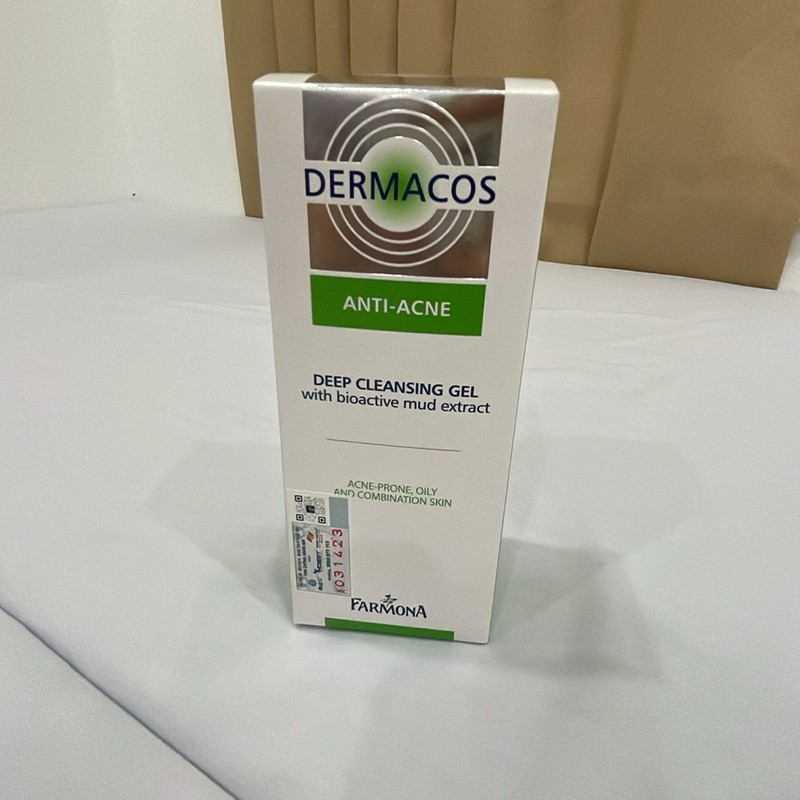 DERMACOS
ANTI-ACNE
DEEP CLEANSING GEL
with bioactive mud extract
ACNE-PRONE, OILY
AND COMBINATION SKIN
031423
FARMONA